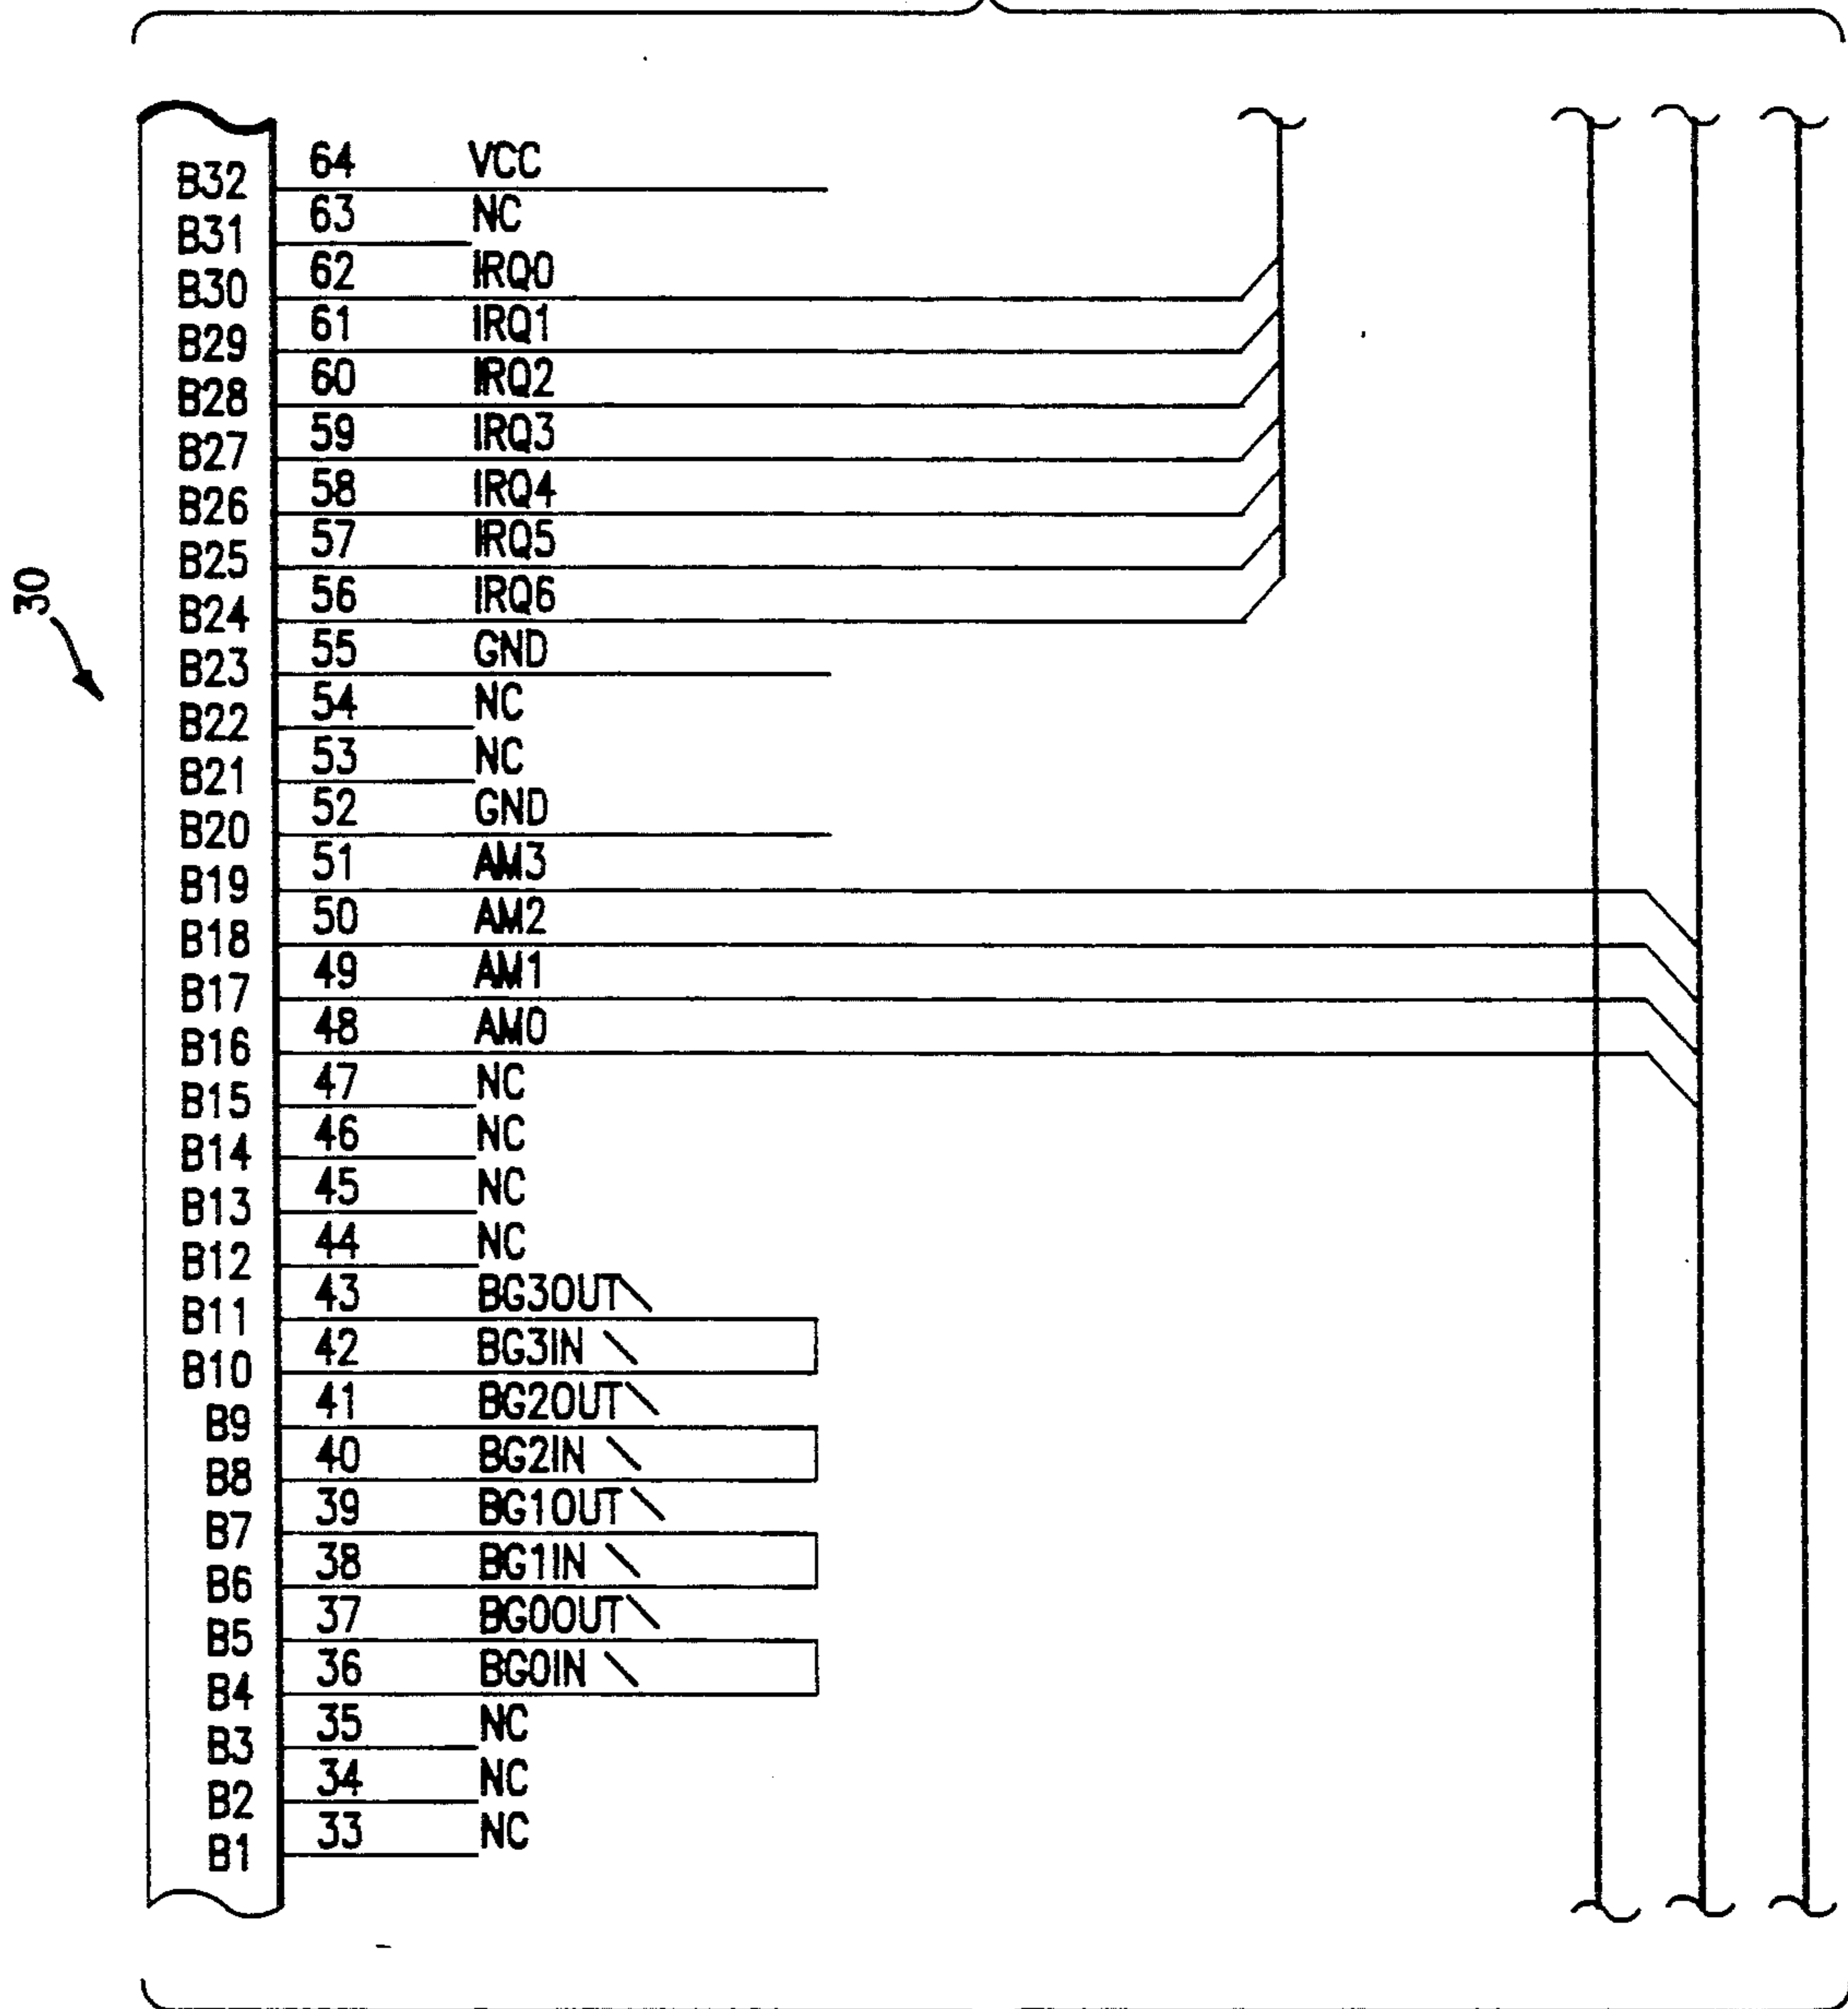 B32 64 VCC
B31 63 NC
B30 62 IRQ0
B29 61 IRQ1
B28 60 IRQ2
B27 59 IRQ3
B26 58 IRQ4
B25 57 IRQ5
B24 56 IRQ6
30
B23 55 GND
B22 54 NC
B21 53 NC
B20 52 GND
B19 51 AM3
B18 50 AM2
B17 49 AM1
B16 48 AM0
B15 47 NC
B14 46 NC
B13 45 NC
B12 44 NC
B11 43 BG3OUT\
B10 42 BG3IN \
B9 41 BG2OUT\
B8 40 BG2IN \
B7 39 BG1OUT\
B6 38 BG1IN \
B5 37 BG0OUT\
B4 36 BG0IN \
B3 35 NC
B2 34 NC
B1 33 NC